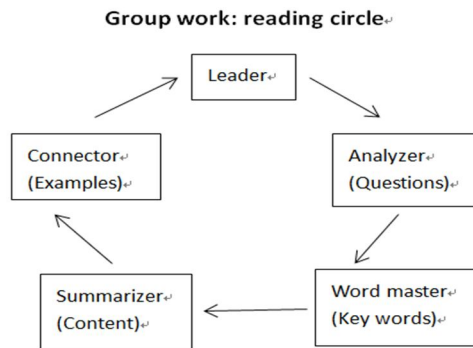 Group work: reading circle
Leader
Analyzer
(Questions)
Word master
(Key words)
Summarizer
(Content)
Connector
(Examples)